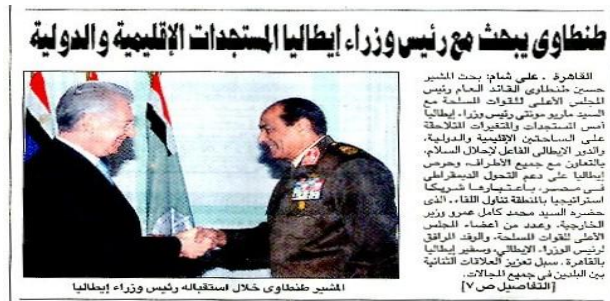 طنطاوى يبحث مع رئيس وزراء إيطاليا المستجدات الإقليمية والدولية
القاهرة . على شام: بحث المشير
حسين طنطاوى القائد العام رئيس
المجلس الأعلى للقوات المسلحة مع
السيد ماريو مونتى رئيس وزراء إيطاليا
أمس المستجدات والمتغيرات المتلاحقة
على الساحتين الإقليمية والدولية،
والدور الإيطالى الفاعل لإحلال السلام،
بالتعاون مع جميع الأطراف، وحرص
إيطاليا على دعم التحول الديمقراطى
فى مصر، باعتبارها شريكا
استراتيجيا بالمنطقة تناول اللقاء، الذى
حضره السيد محمد كامل عمرو وزير
الخارجية، وعدد من أعضاء المجلس
الأعلى للقوات المسلحة، والوفد المرافق
لرئيس الوزراء الإيطالى، وسفير إيطاليا
بالقاهرة، سبل تعزيز العلاقات الثنائية
بين البلدين فى جميع المجالات.
[التفاصيل ص ٧]
المشير طنطاوى خلال استقباله رئيس وزراء إيطاليا